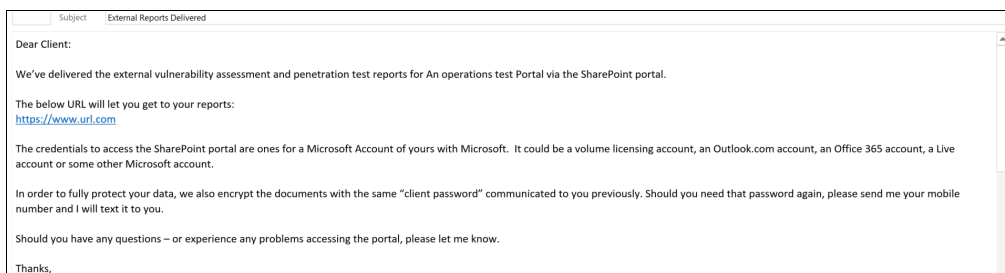 Subject External Reports Delivered
Dear Client:
We've delivered the external vulnerability assessment and penetration test reports for An operations test Portal via the SharePoint portal.
The below URL will let you get to your reports:
https://www.url.com
The credentials to access the SharePoint portal are ones for a Microsoft Account of yours with Microsoft.  It could be a volume licensing account, an Outlook.com account, an Office 365 account, a Live
account or some other Microsoft account.
In order to fully protect your data, we also encrypt the documents with the same “client password” communicated to you previously. Should you need that password again, please send me your mobile
number and I will text it to you.
Should you have any questions – or experience any problems accessing the portal, please let me know.
Thanks,